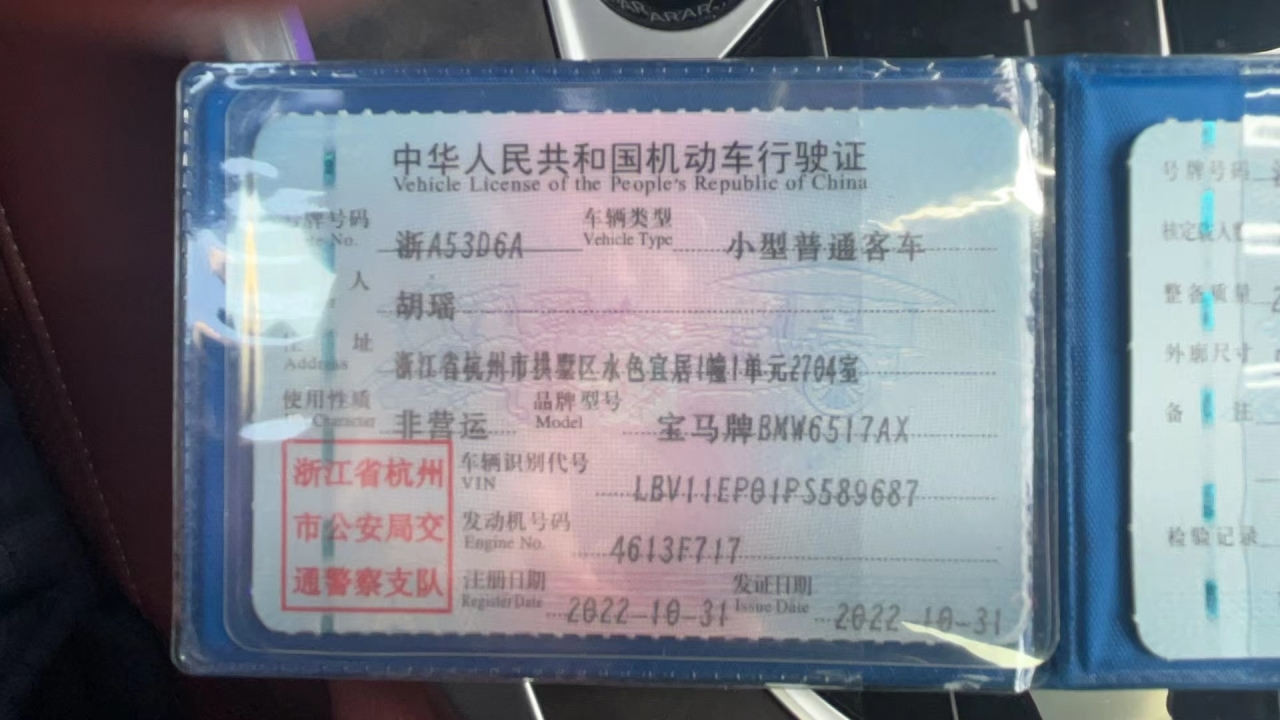 中华人民共和国机动车行驶证
Vehicle License of the People's Republic of China
号牌号码 浙A53D6A 车辆类型 小型普通客车
No. Vehicle Type
人 胡瑶
住址 浙江省杭州市拱墅区水色宜居1幢1单元2704室
Address
使用性质 非营运 品牌型号 宝马牌BMW6517AX
Character Model
浙江省杭州
市公安局交
通警察支队
车辆识别代号 LBV11EP01PS589687
VIN
发动机号码 4613F717
Engine No.
注册日期 2022-10-31 发证日期 2022-10-31
Register Date Issue Date
号牌号码
核定载人数
整备质量
外廓尺寸
备注
检验记录